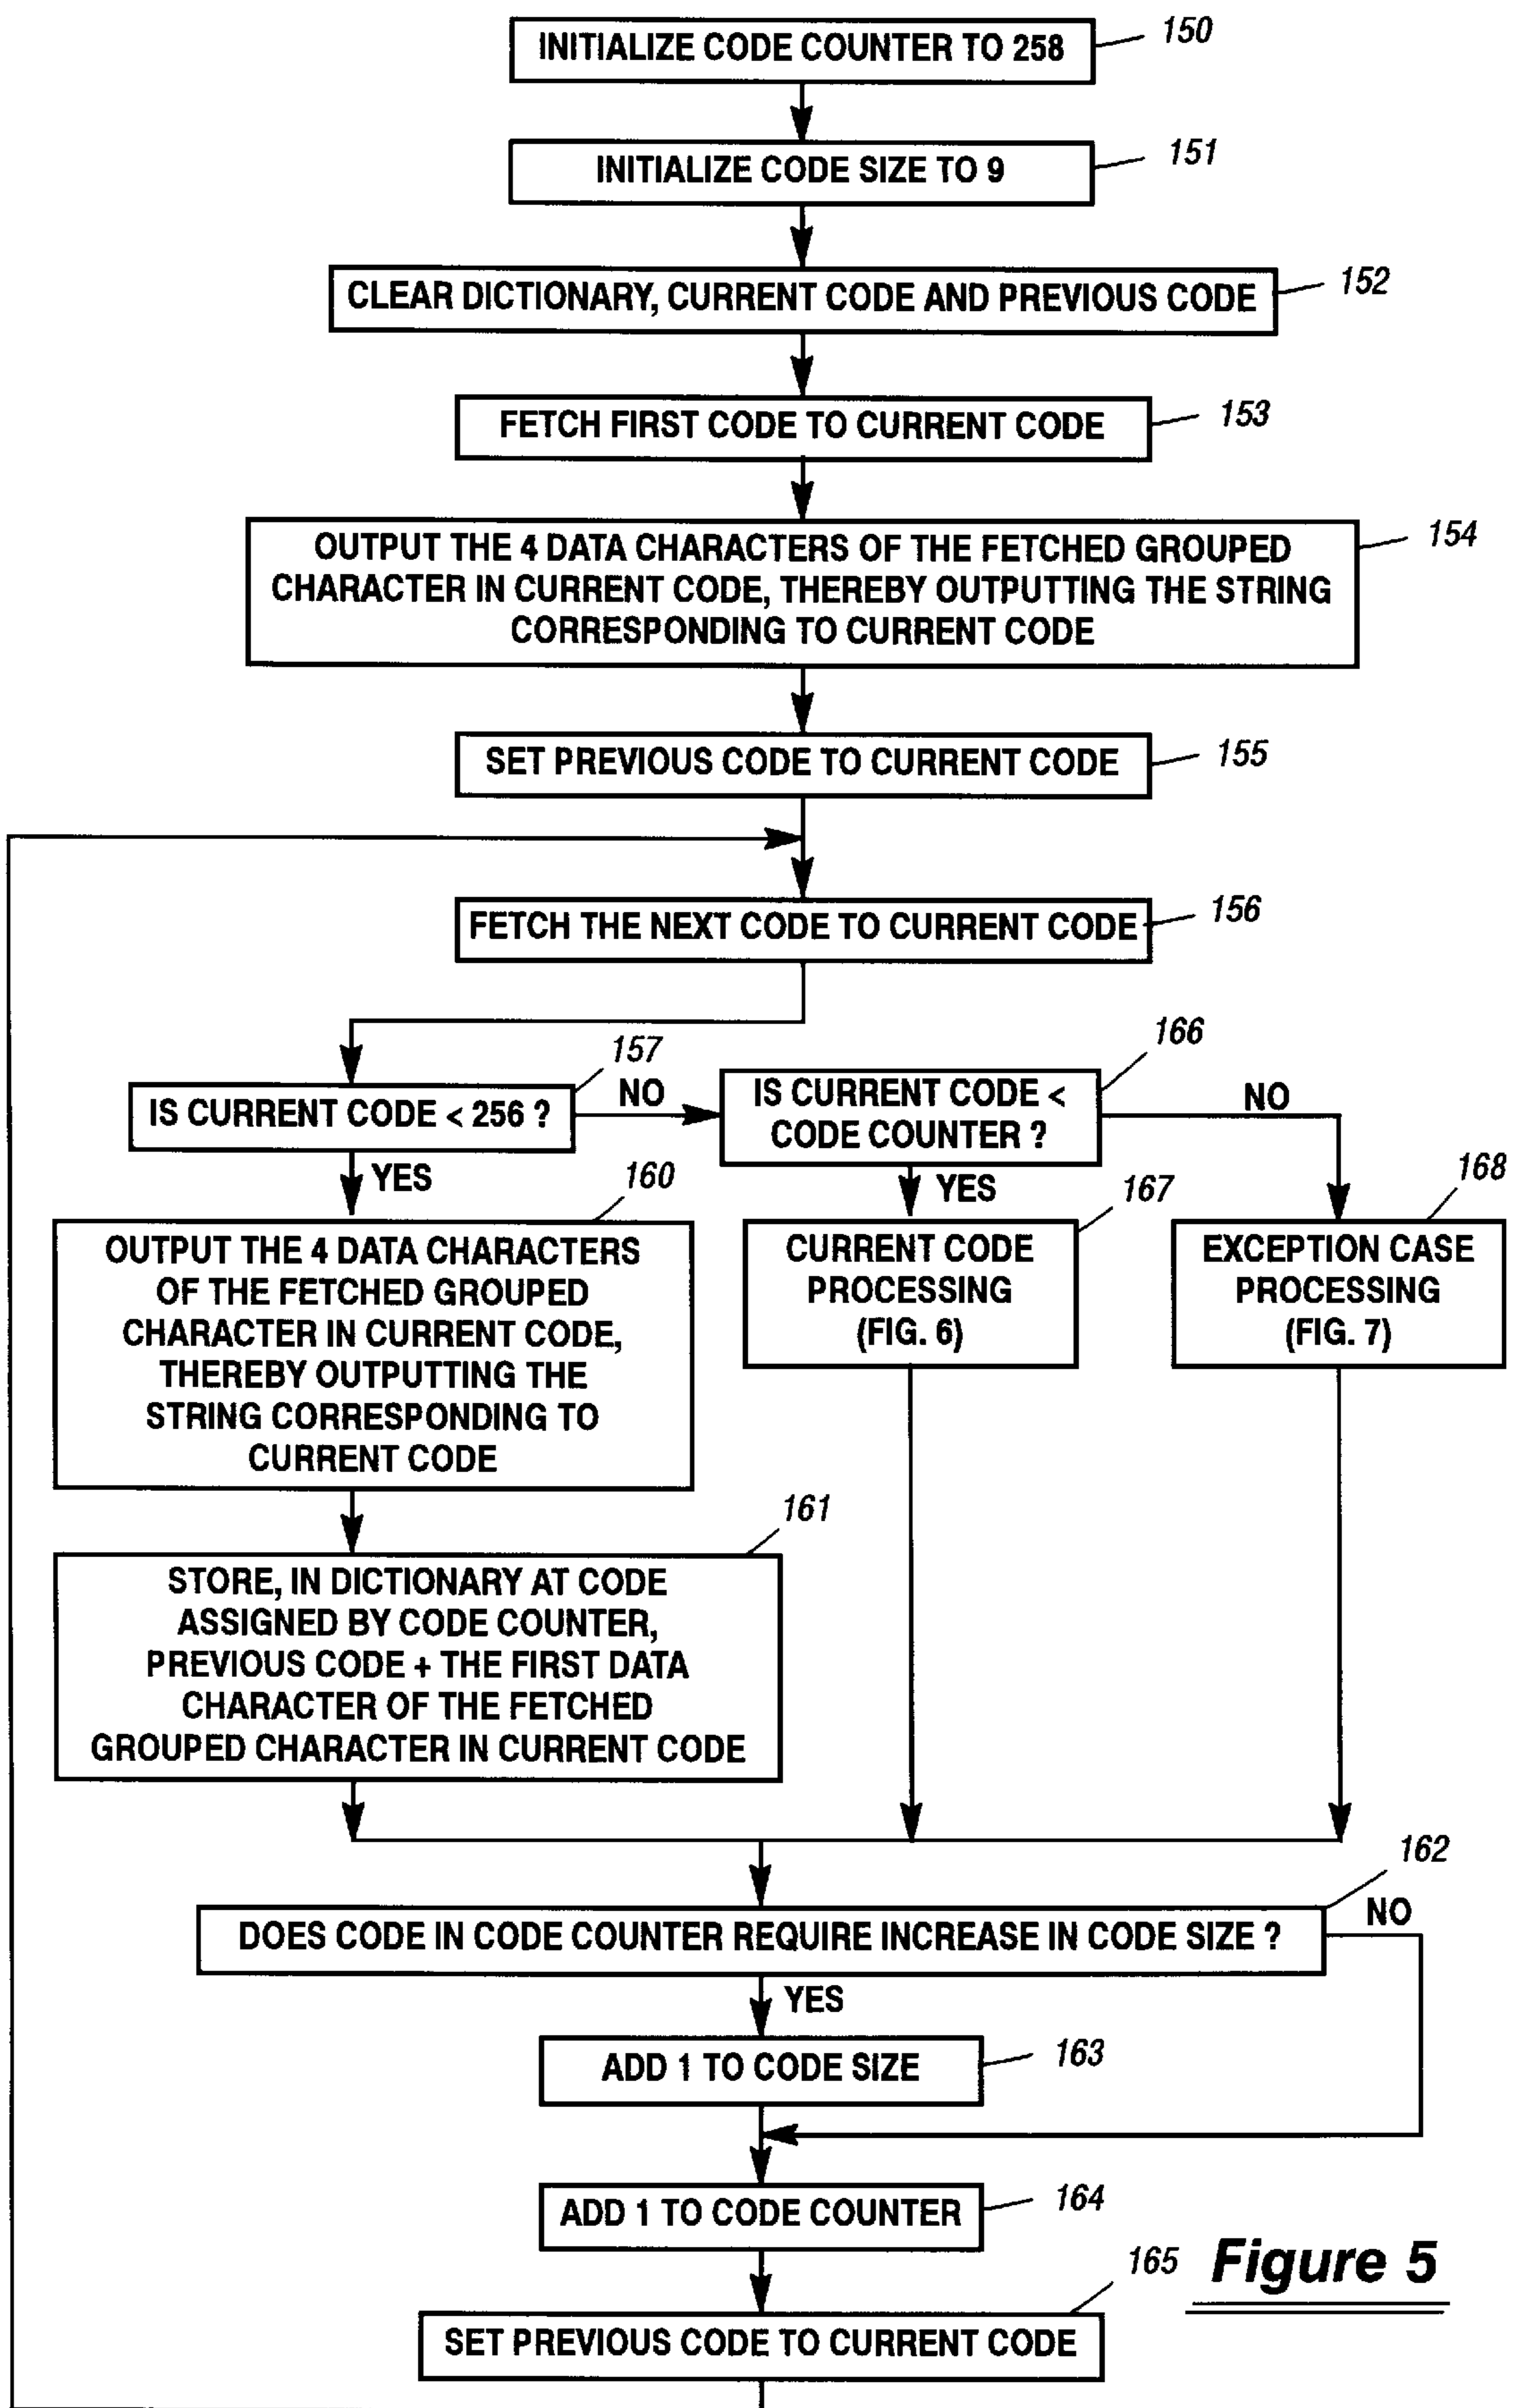 INITIALIZE CODE COUNTER TO 258
150
INITIALIZE CODE SIZE TO 9
151
CLEAR DICTIONARY, CURRENT CODE AND PREVIOUS CODE
152
FETCH FIRST CODE TO CURRENT CODE
153
OUTPUT THE 4 DATA CHARACTERS OF THE FETCHED GROUPED
CHARACTER IN CURRENT CODE, THEREBY OUTPUTTING THE STRING
CORRESPONDING TO CURRENT CODE
154
SET PREVIOUS CODE TO CURRENT CODE
155
FETCH THE NEXT CODE TO CURRENT CODE
156
IS CURRENT CODE < 256 ?
157
NO
IS CURRENT CODE <
CODE COUNTER ?
166
NO
YES
160
YES
167
168
OUTPUT THE 4 DATA CHARACTERS
OF THE FETCHED GROUPED
CHARACTER IN CURRENT CODE,
THEREBY OUTPUTTING THE
STRING CORRESPONDING TO
CURRENT CODE
CURRENT CODE
PROCESSING
(FIG. 6)
EXCEPTION CASE
PROCESSING
(FIG. 7)
161
STORE, IN DICTIONARY AT CODE
ASSIGNED BY CODE COUNTER,
PREVIOUS CODE + THE FIRST DATA
CHARACTER OF THE FETCHED
GROUPED CHARACTER IN CURRENT CODE
162
DOES CODE IN CODE COUNTER REQUIRE INCREASE IN CODE SIZE ?
NO
YES
ADD 1 TO CODE SIZE
163
ADD 1 TO CODE COUNTER
164
165
SET PREVIOUS CODE TO CURRENT CODE
Figure 5